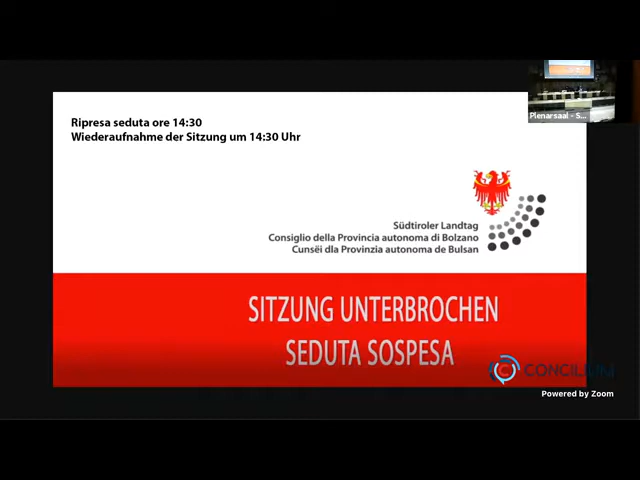 Plenarsaal - S...
Ripresa seduta ore 14:30
Wiederaufnahme der Sitzung um 14:30 Uhr
Südtiroler Landtag
Consiglio della Provincia autonoma di Bolzano
Cunsëi dla Provinzia autonoma de Bulsan
SITZUNG UNTERBROCHEN
SEDUTA SOSPESA
CONCILIUM
Powered by Zoom